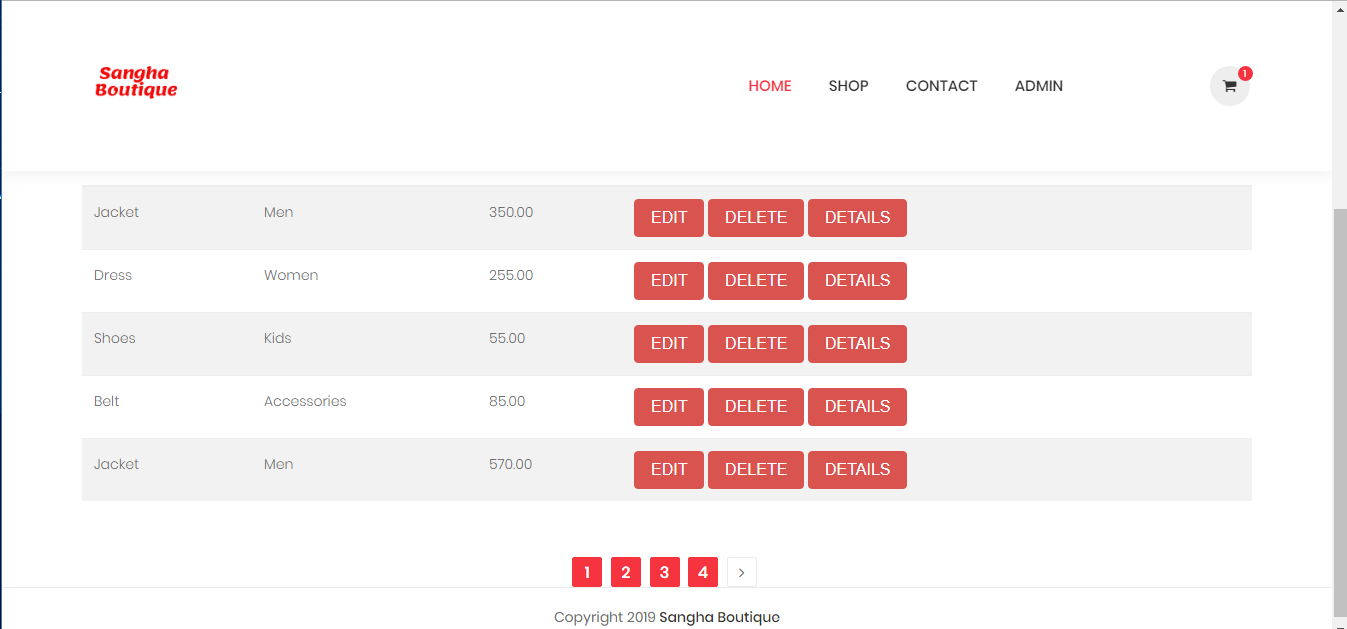 Sangha
Boutique
HOME SHOP CONTACT ADMIN
1
Jacket Men 350.00 EDIT DELETE DETAILS
Dress Women 255.00 EDIT DELETE DETAILS
Shoes Kids 55.00 EDIT DELETE DETAILS
Belt Accessories 85.00 EDIT DELETE DETAILS
Jacket Men 570.00 EDIT DELETE DETAILS
1 2 3 4 >
Copyright 2019 Sangha Boutique